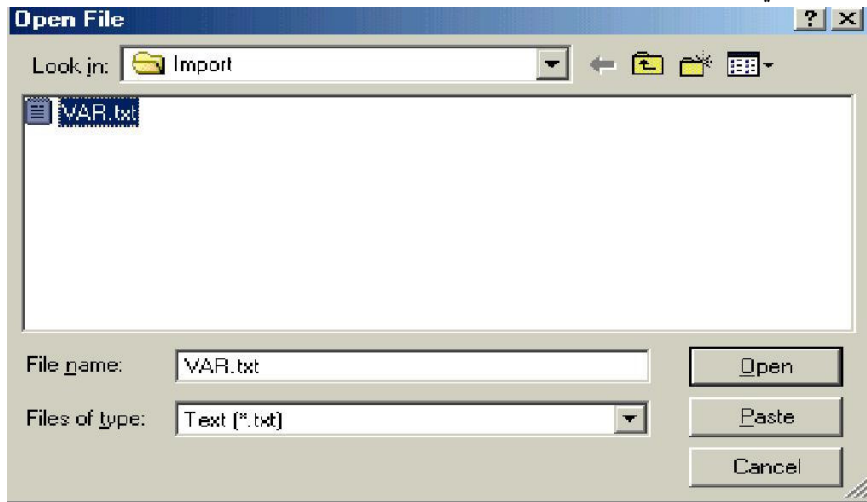 Open File
Look in: Import
VAR.txt
File name: VAR.txt
Open
Files of type: Text (*.txt)
Paste
Cancel